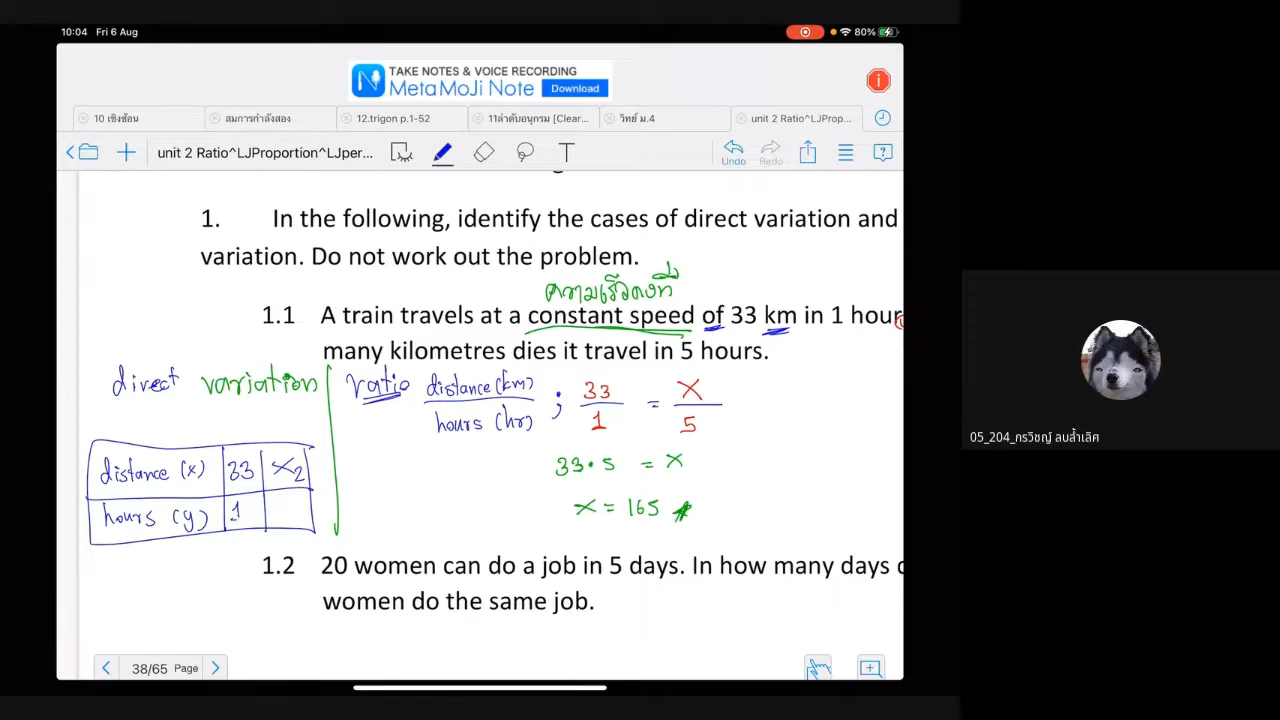 10:04 Fri 6 Aug
80%
TAKE NOTES & VOICE RECORDING
MetaMoJi Note Download
10 เชิงซ้อน
สมการกำลังสอง
12.trigon p.1-52
11ลำดับอนุกรม [Clear...
วิทย์ ม.4
unit 2 Ratio^LJProp...
unit 2 Ratio^LJProportion^LJper...
Undo
Redo
1. In the following, identify the cases of direct variation and
variation. Do not work out the problem.
ความเร็วคงที่
1.1 A train travels at a constant speed of 33 km in 1 hour
many kilometres dies it travel in 5 hours.
direct variation
ratio distance(km) / hours (hr) ; 33 / 1 = X / 5
33・5 = x
x = 165
distance (x) 33 x2
hours (y) 1
1.2 20 women can do a job in 5 days. In how many days
women do the same job.
38/65 Page
05_204_กรวิชญ์ ลบล้ำเลิศ